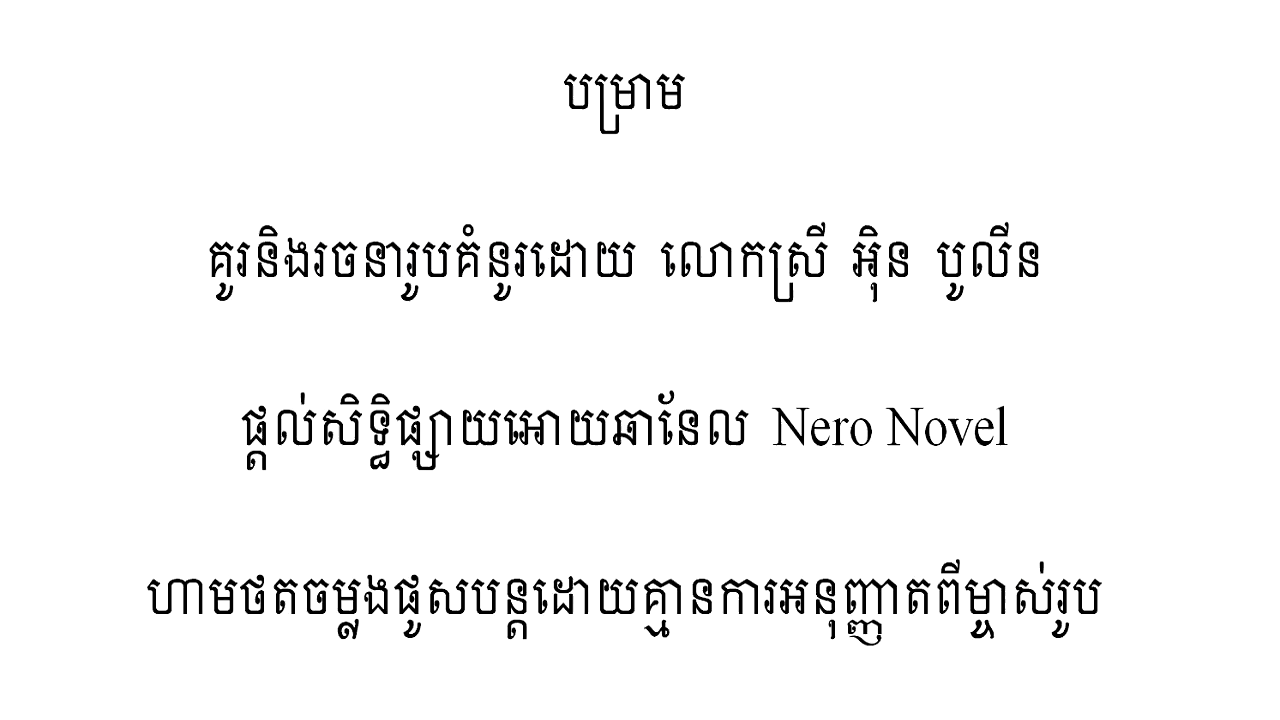 បម្រាម
គូរនិងរចនារូបគំនូរដោយ លោកស្រី អ៊ិន បូលីន
ផ្តល់សិទ្ធិផ្សាយអោយឆានែល Nero Novel
ហាមថតចម្លងផូសបន្តដោយគ្មានការអនុញ្ញាតពីម្ចាស់រូប